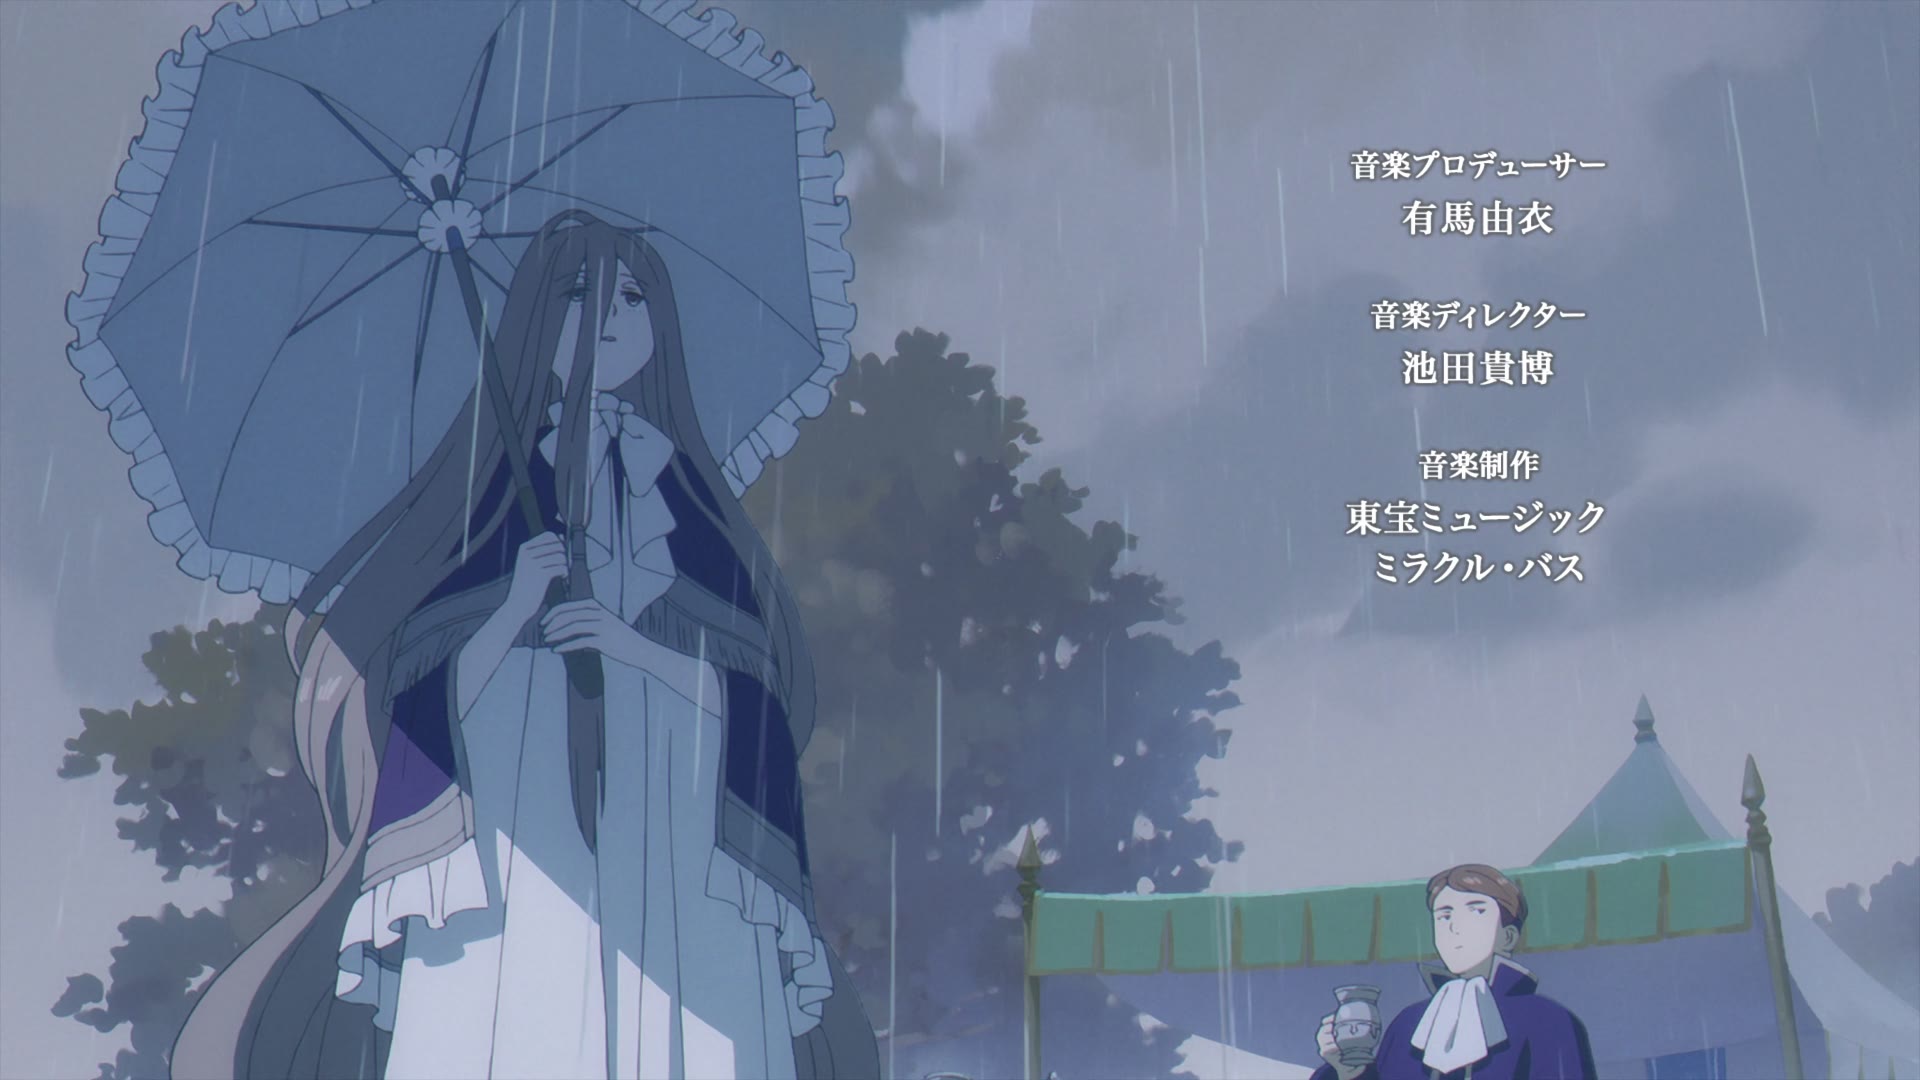 音楽プロデューサー
有馬由衣
音楽ディレクター
池田貴博
音楽制作
東宝ミュージック
ミラクル・バス